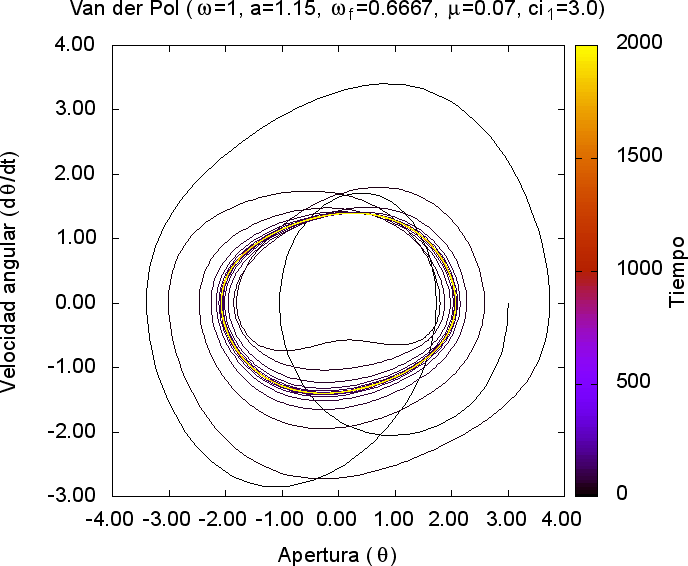 Van der Pol ( ω=1, a=1.15, ω_f=0.6667, μ=0.07, ci_1=3.0)
4.00
3.00
2.00
1.00
0.00
-1.00
-2.00
-3.00
-4.00 -3.00 -2.00 -1.00 0.00 1.00 2.00 3.00 4.00
Apertura ( θ)
Velocidad angular (dθ/dt)
2000
1500
1000
500
0
Tiempo